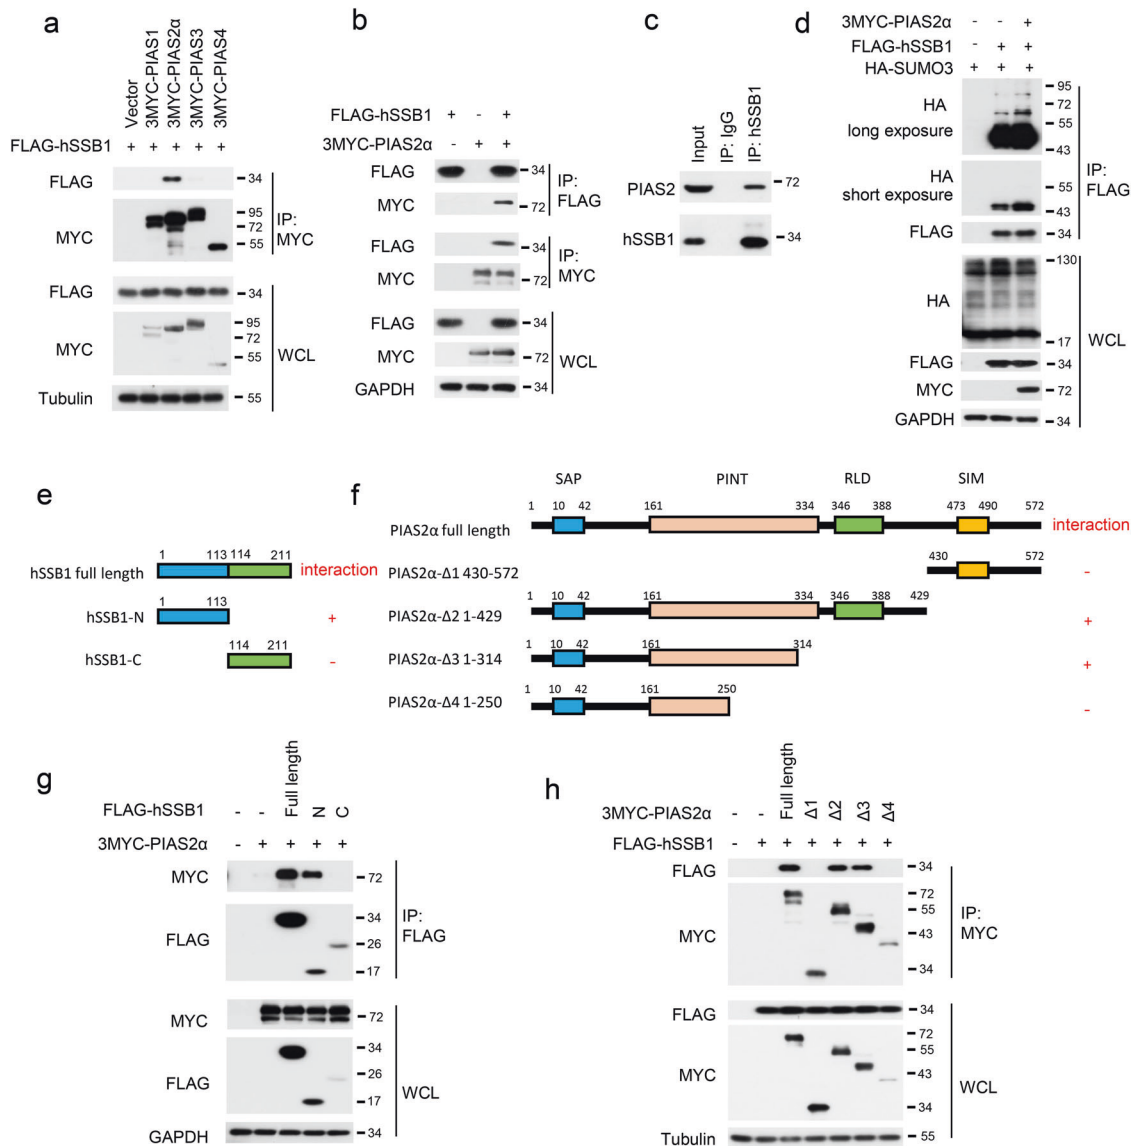 a
Vector
3MYC-PIAS1
3MYC-PIAS2α
3MYC-PIAS3
3MYC-PIAS4
FLAG-hSSB1 + + + + +
FLAG 34
MYC 95 72 55
IP: MYC
FLAG 34
MYC 95 72 55
Tubulin 55
WCL
b
FLAG-hSSB1 + - +
3MYC-PIAS2α - + +
FLAG 34
MYC 72
IP: FLAG
FLAG 34
MYC 72
IP: MYC
FLAG 34
MYC 72
GAPDH 34
WCL
c
Input
IP: IgG
IP: hSSB1
PIAS2 72
hSSB1 34
d
3MYC-PIAS2α - - +
FLAG-hSSB1 - + +
HA-SUMO3 + + +
HA
long exposure
95 72 55 43
HA
short exposure
55 43
FLAG 34
IP: FLAG
HA 130 17
FLAG 34
MYC 72
GAPDH 34
WCL
e
1 113 114 211
hSSB1 full length interaction
1 113
hSSB1-N +
114 211
hSSB1-C -
f
SAP PINT RLD SIM
1 10 42 161 334 346 388 473 490 572
PIAS2α full length interaction
430 572
PIAS2α-Δ1 430-572 -
1 10 42 161 334 346 388 429
PIAS2α-Δ2 1-429 +
1 10 42 161 314
PIAS2α-Δ3 1-314 +
1 10 42 161 250
PIAS2α-Δ4 1-250 -
g
FLAG-hSSB1 - - Full length N C
3MYC-PIAS2α - + + + +
MYC 72
FLAG 34 26 17
IP: FLAG
MYC 72
FLAG 34 26 17
GAPDH 34
WCL
h
3MYC-PIAS2α - - Full length Δ1 Δ2 Δ3 Δ4
FLAG-hSSB1 - + + + + + +
FLAG 34
MYC 72 55 43 34
IP: MYC
FLAG 34
MYC 72 55 43 34
Tubulin 55
WCL